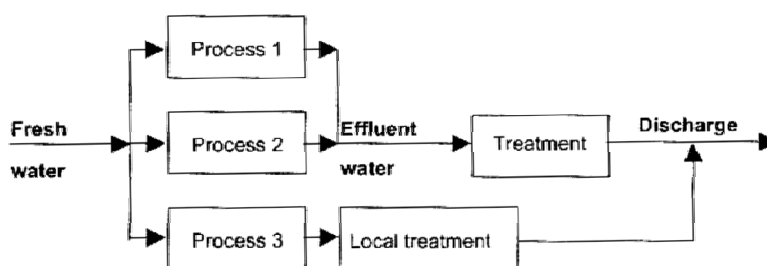 Process 1
Fresh
water
Process 2
Effluent
water
Treatment
Discharge
Process 3
Local treatment